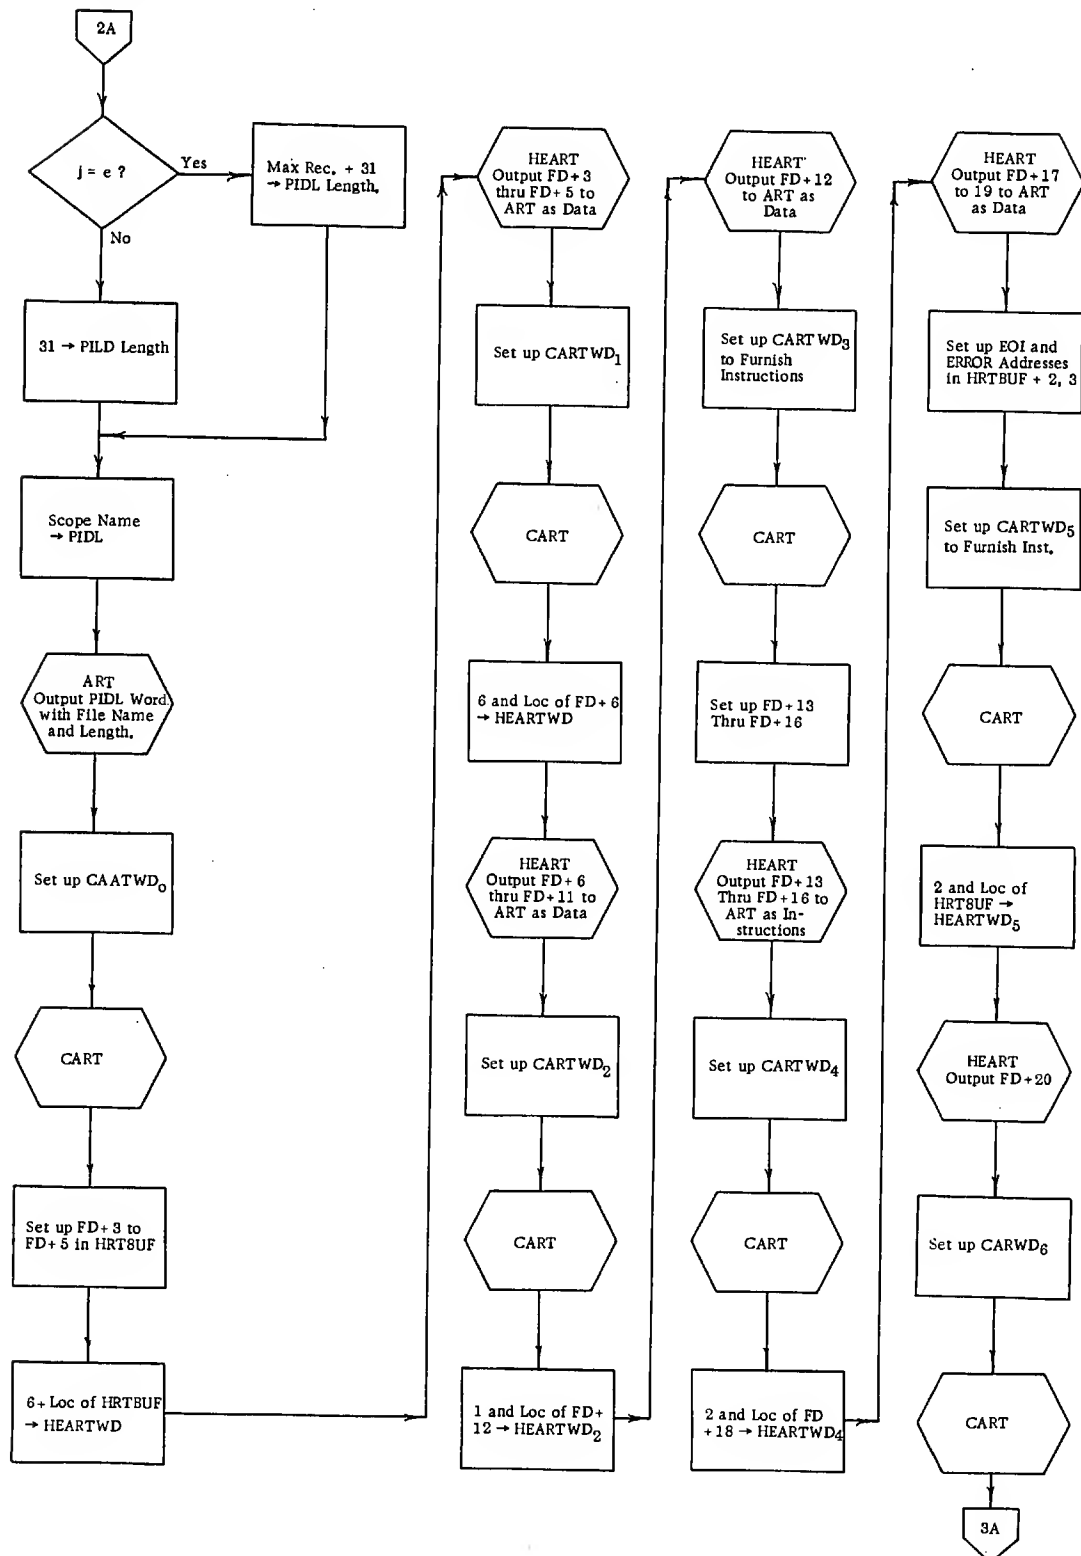 2A
j = e ?
Yes
No
Max Rec. + 31
→ PIDL Length.
31 → PILD Length
Scope Name
→ PIDL
ART
Output PIDL Word
with File Name
and Length.
Set up CAATWD₀
CART
Set up FD+ 3 to
FD+ 5 in HRT8UF
6+ Loc of HRTBUF
→ HEARTWD
HEART
Output FD+ 3
thru FD+ 5 to
ART as Data
Set up CARTWD₁
CART
6 and Loc of FD+ 6
→ HEARTWD
HEART
Output FD+ 6
thru FD+11 to
ART as Data
Set up CARTWD₂
CART
1 and Loc of FD+
12 → HEARTWD₂
HEART'
Output FD+12
to ART as
Data
Set up CARTWD₃
to Furnish
Instructions
CART
Set up FD+13
Thru FD+16
HEART
Output FD+13
Thru FD+16 to
ART as In-
structions
Set up CARTWD₄
CART
2 and Loc of FD
+18 → HEARTWD₄
HEART
Output FD+17
to 19 to ART
as Data
Set up EOI and
ERROR Addresses
in HRTBUF + 2, 3
Set up CARTWD₅
to Furnish Inst.
CART
2 and Loc of
HRT8UF →
HEARTWD₅
HEART
Output FD+20
Set up CARWD₆
CART
3A